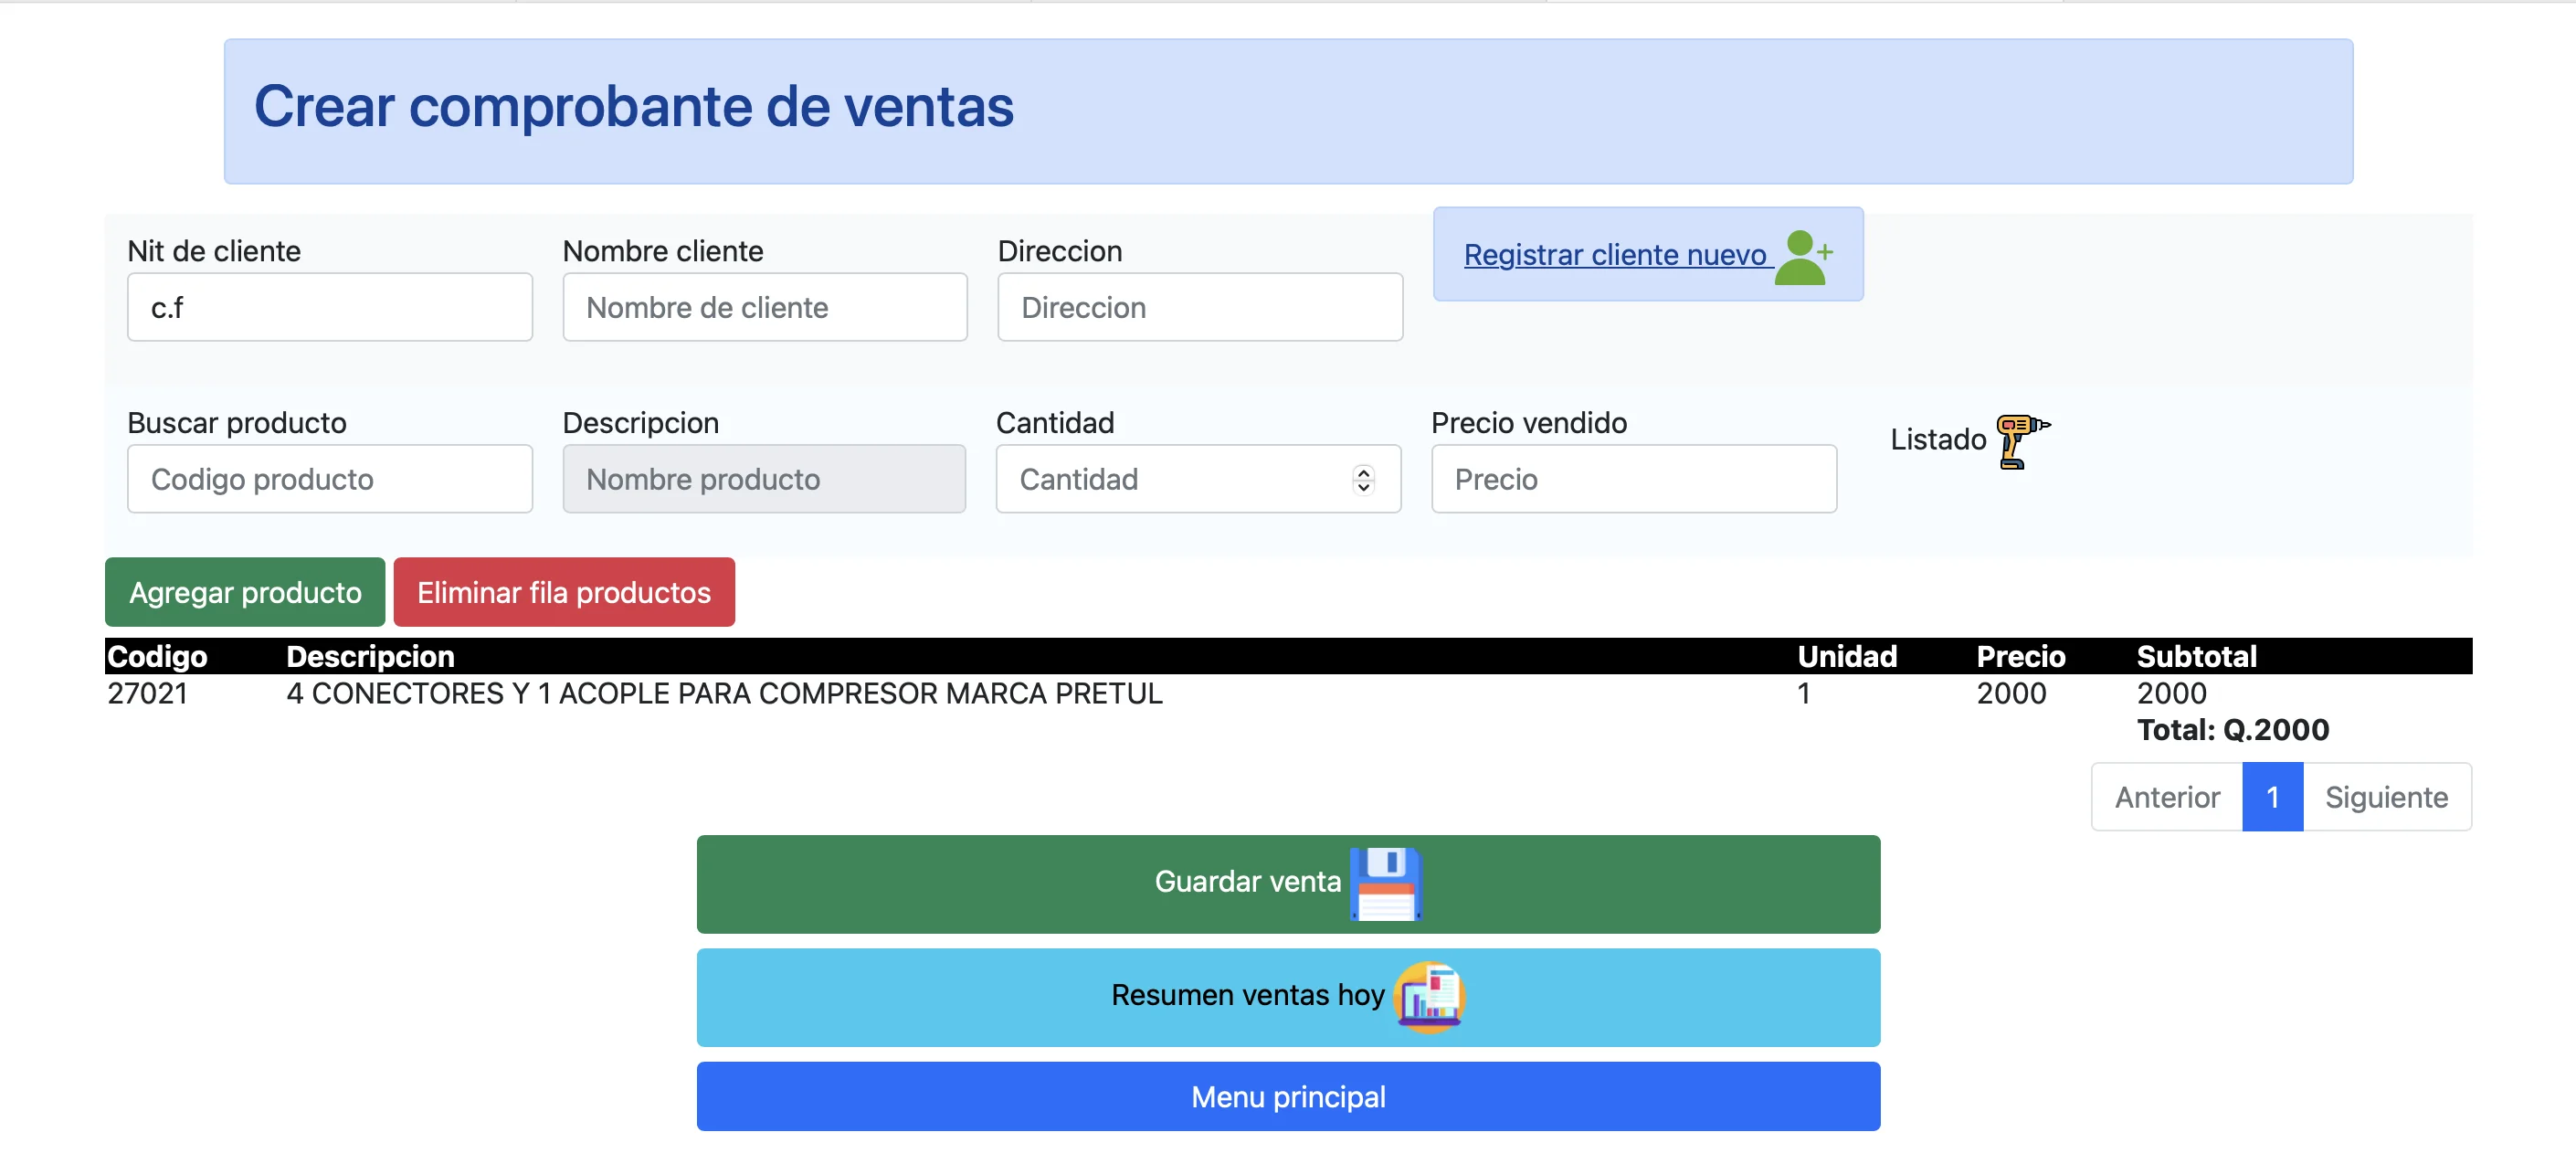 Crear comprobante de ventas
Nit de cliente Nombre cliente Direccion Registrar cliente nuevo
c.f Nombre de cliente Direccion
Buscar producto Descripcion Cantidad Precio vendido Listado
Codigo producto Nombre producto Cantidad Precio
Agregar producto Eliminar fila productos
Codigo Descripcion Unidad Precio Subtotal
27021 4 CONECTORES Y 1 ACOPLE PARA COMPRESOR MARCA PRETUL 1 2000 2000
Total: Q.2000
Anterior 1 Siguiente
Guardar venta
Resumen ventas hoy
Menu principal